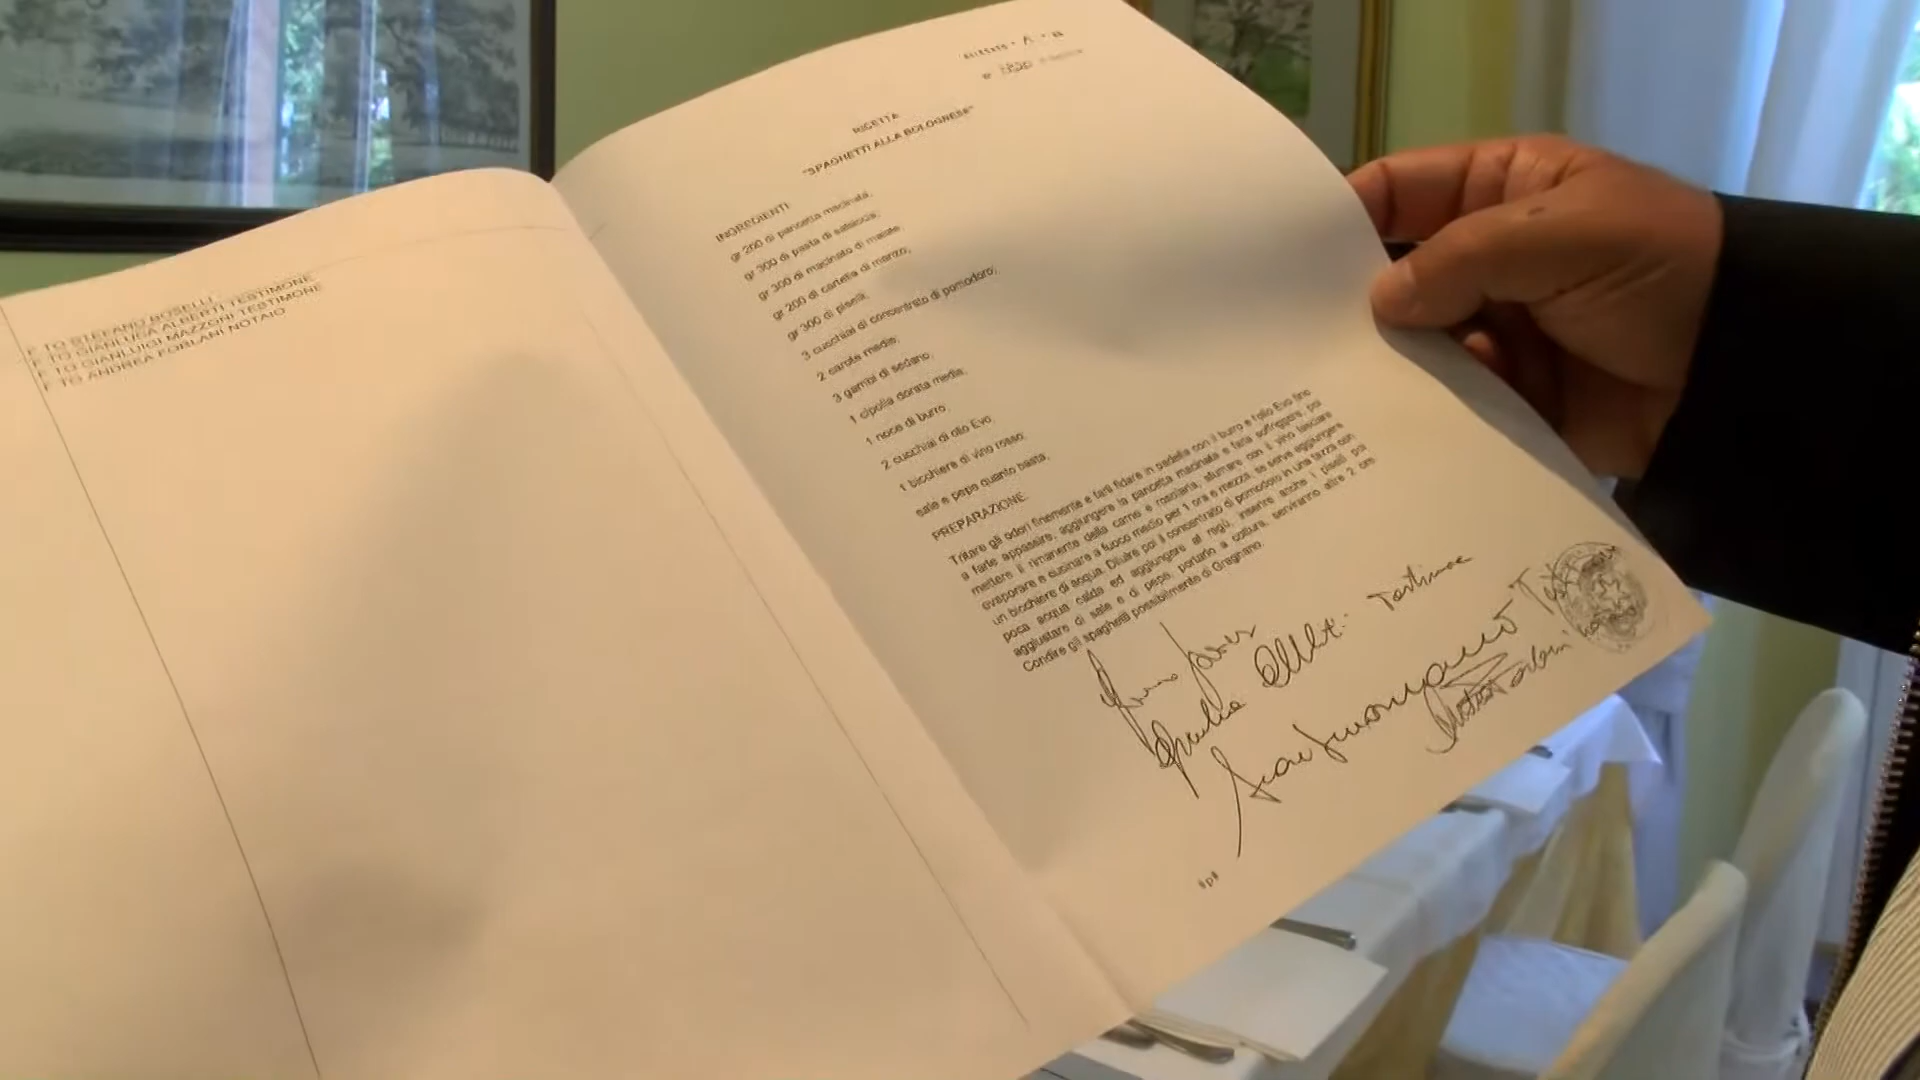 F.TO STEFANO BOSELLI
F.TO GIANLUCA ALBERTI TESTIMONE
F.TO GIANLUIGI MAZZONI TESTIMONE
F.TO ANDREA FORLANI NOTAIO
RICETTA
"SPAGHETTI ALLA BOLOGNESE"
INGREDIENTI:
gr 200 di pancetta macinata;
gr 300 di pasta di salsiccia;
gr 300 di macinato di maiale;
gr 200 di cartella di manzo;
gr 300 di piselli;
3 cucchiai di concentrato di pomodoro;
2 carote medie;
3 gambi di sedano;
1 cipolla dorata media;
1 noce di burro;
2 cucchiai di olio Evo;
1 bicchiere di vino rosso;
sale e pepe quanto basta;
PREPARAZIONE:
Tritare gli odori finemente e farli fidare in padella con il burro e l'olio Evo fino
a farle appassire, aggiungere la pancetta macinata e farla soffriggere, poi
mettere il rimanente della carne e rosolarla, sfumare con il vino lasciare
evaporare e cucinare a fuoco medio per 1 ora e mezza, se serve aggiungere
un bicchiere di acqua. Diluire poi il concentrato di pomodoro in una tazza con
poca acqua calda ed aggiungere al ragù, inserire anche i piselli poi
aggiustare di sale e di pepe, portarlo a cottura, serviranno altre 2 ore.
Condire gli spaghetti possibilmente di Gragnano.
Testimone